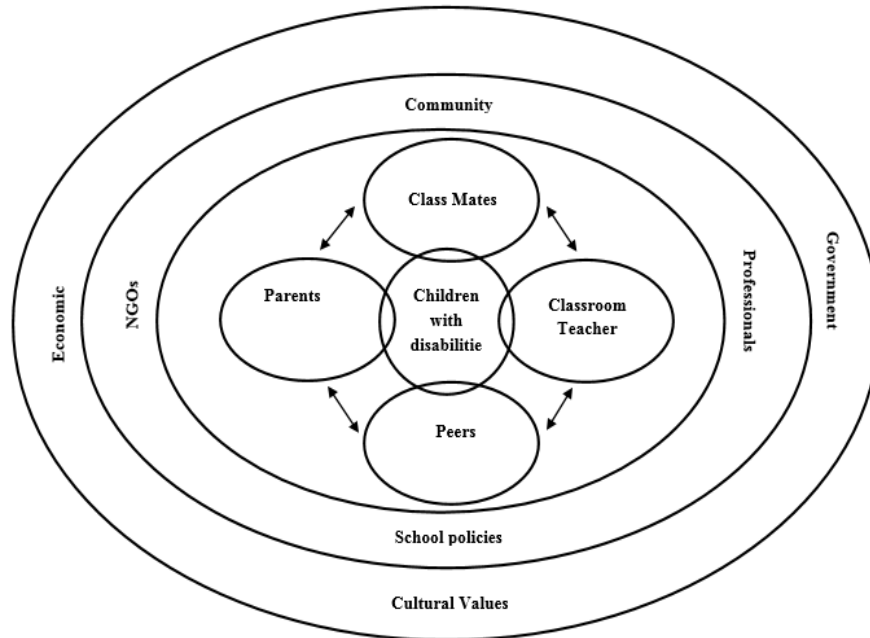 Community
Class Mates
Economic
NGOs
Parents
Children
with
disabilitie
Classroom
Teacher
Professionals
Government
Peers
School policies
Cultural Values